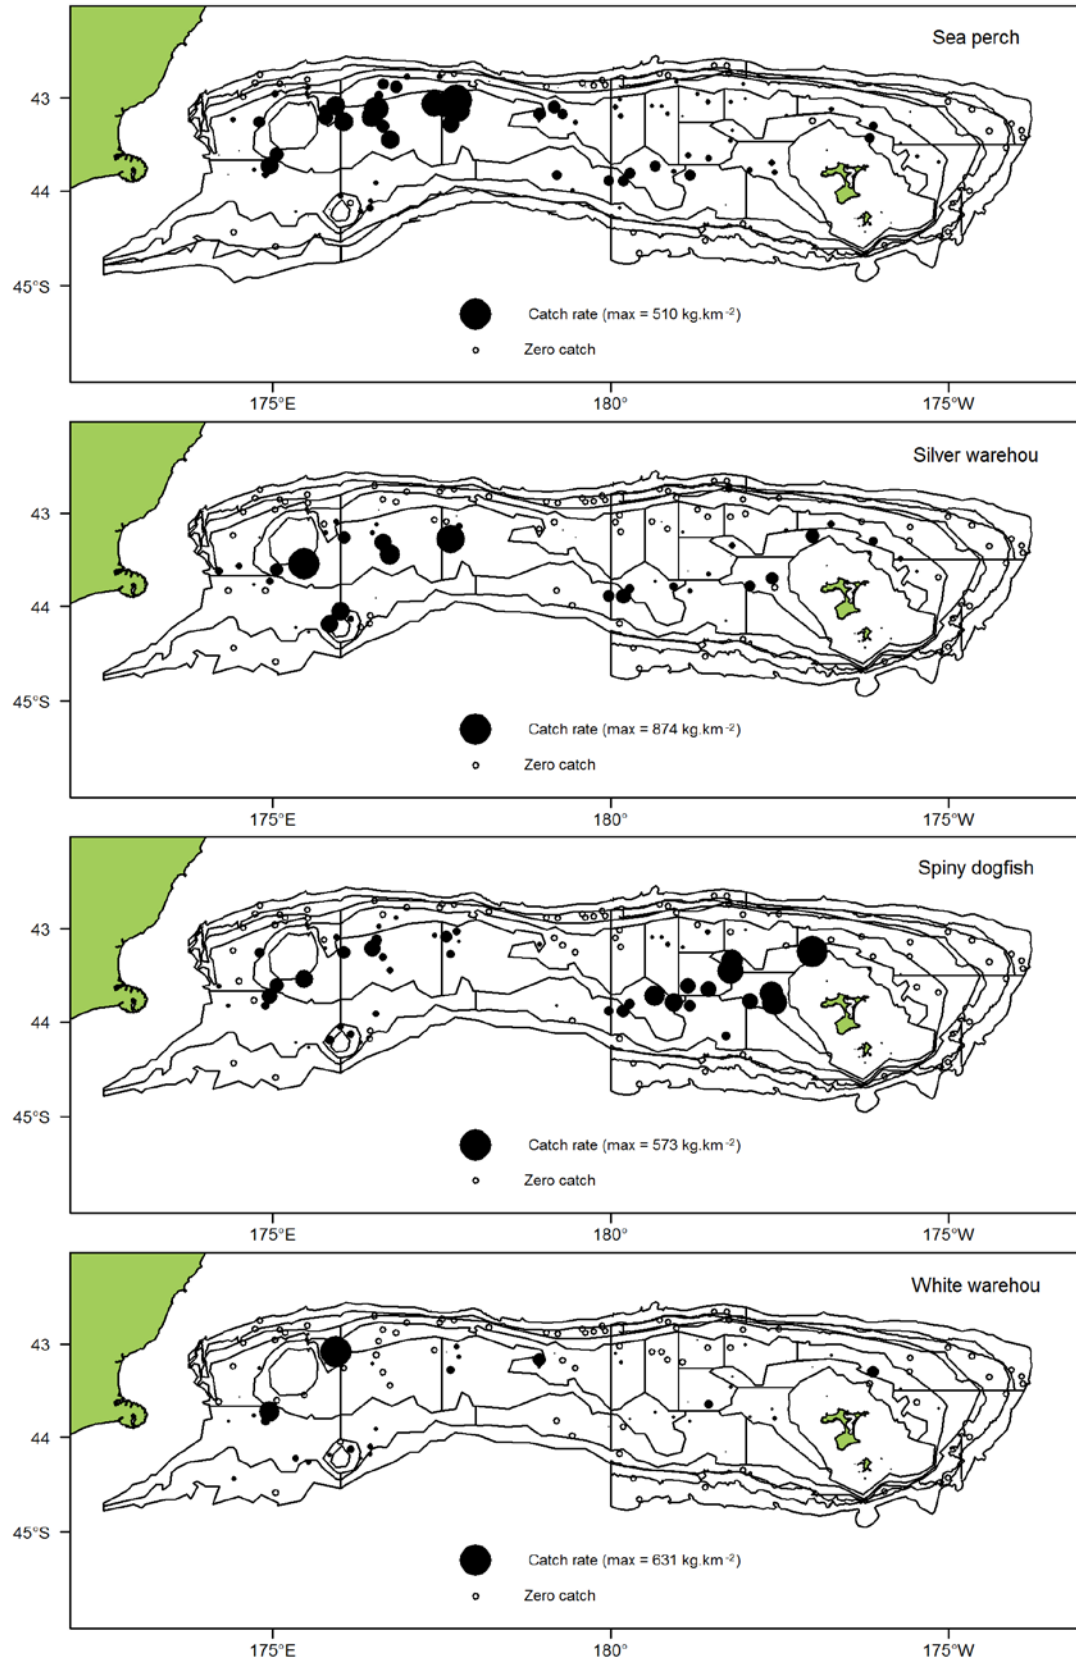 Sea perch
43
44
45°S
Catch rate (max = 510 kg.km⁻²)
Zero catch
175°E 180° 175°W
Silver warehou
43
44
45°S
Catch rate (max = 874 kg.km⁻²)
Zero catch
175°E 180° 175°W
Spiny dogfish
43
44
45°S
Catch rate (max = 573 kg.km⁻²)
Zero catch
175°E 180° 175°W
White warehou
43
44
45°S
Catch rate (max = 631 kg.km⁻²)
Zero catch
175°E 180° 175°W